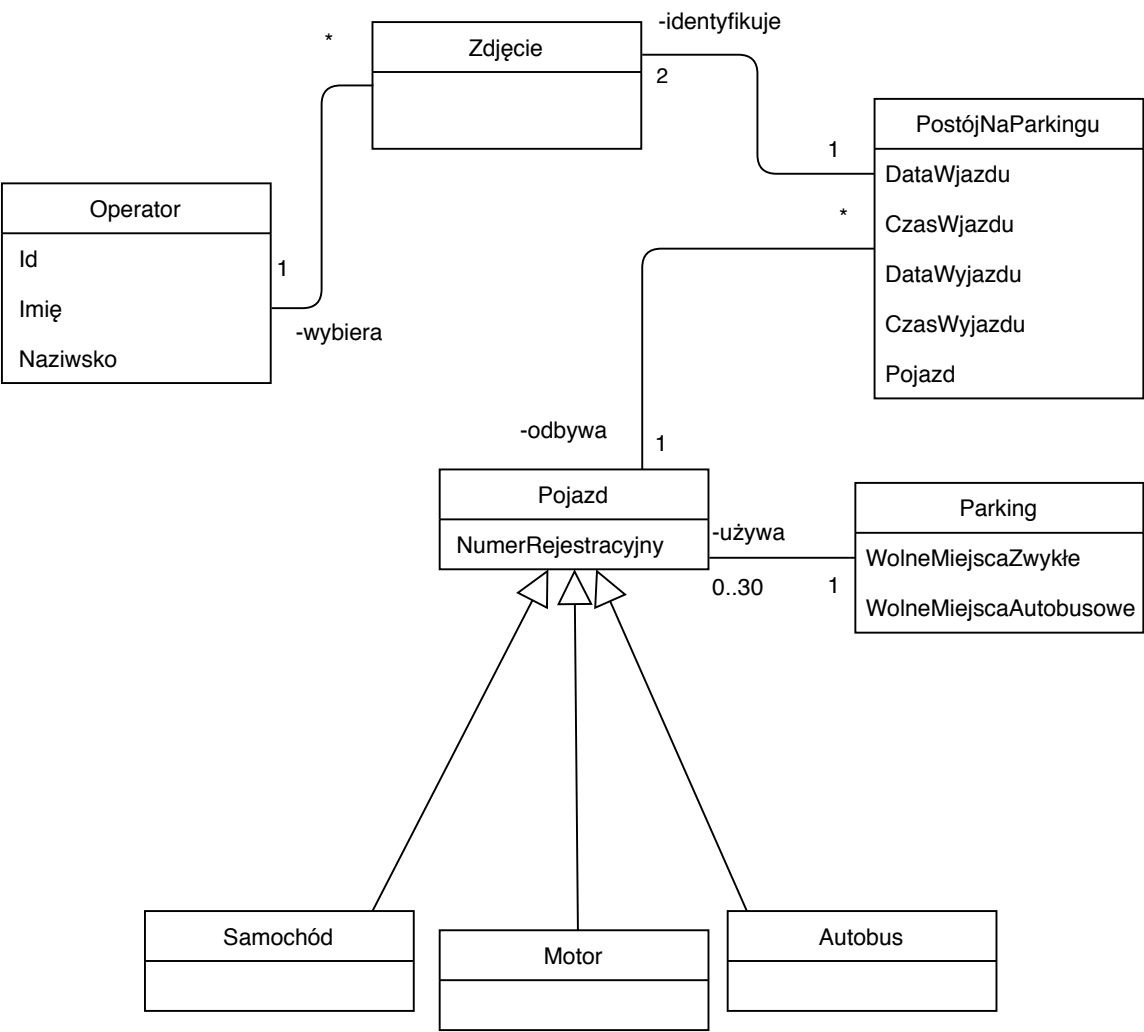 -identyfikuje
*
Zdjęcie
2
PostójNaParkingu
1
DataWjazdu
Operator
*
CzasWjazdu
Id
1
DataWyjazdu
Imię
-wybiera
CzasWyjazdu
Naziwsko
Pojazd
-odbywa
1
Pojazd
Parking
NumerRejestracyjny
-używa
WolneMiejscaZwykłe
0..30
1
WolneMiejscaAutobusowe
Samochód
Motor
Autobus